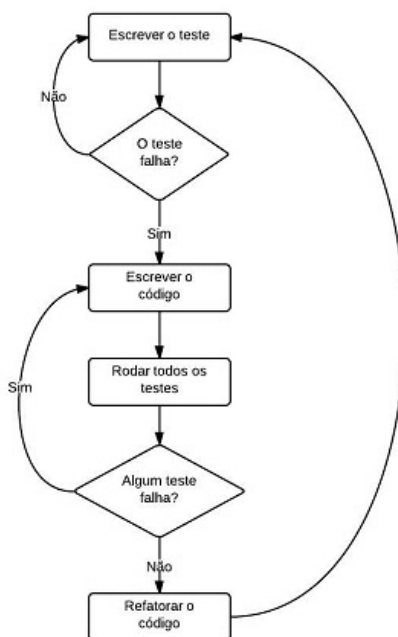 Escrever o teste
Não
O teste
falha?
Sim
Escrever o
código
Rodar todos os
testes
Sim
Algum teste
falha?
Não
Refatorar o
código